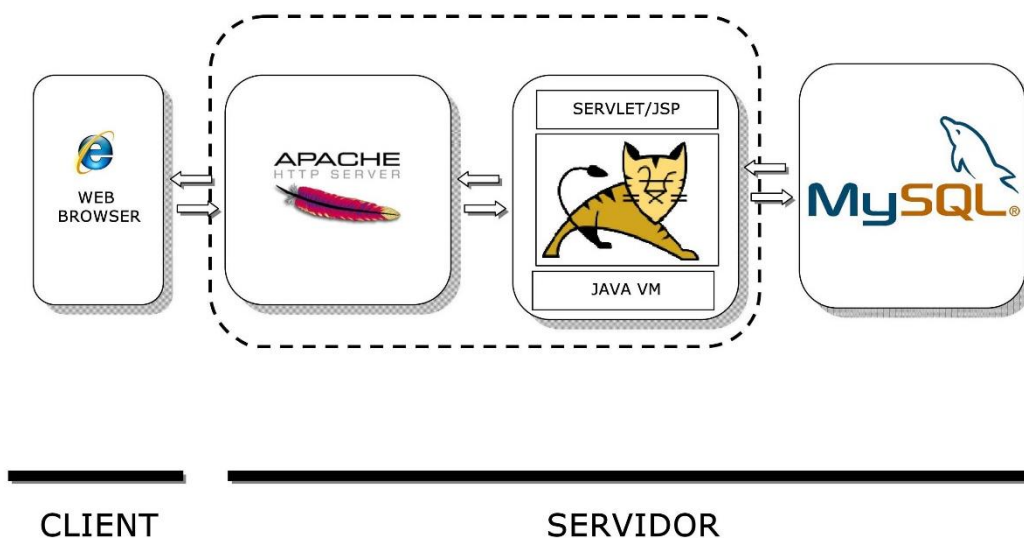 WEB
BROWSER
APACHE
HTTP SERVER
SERVLET/JSP
JAVA VM
MySQL®
CLIENT
SERVIDOR